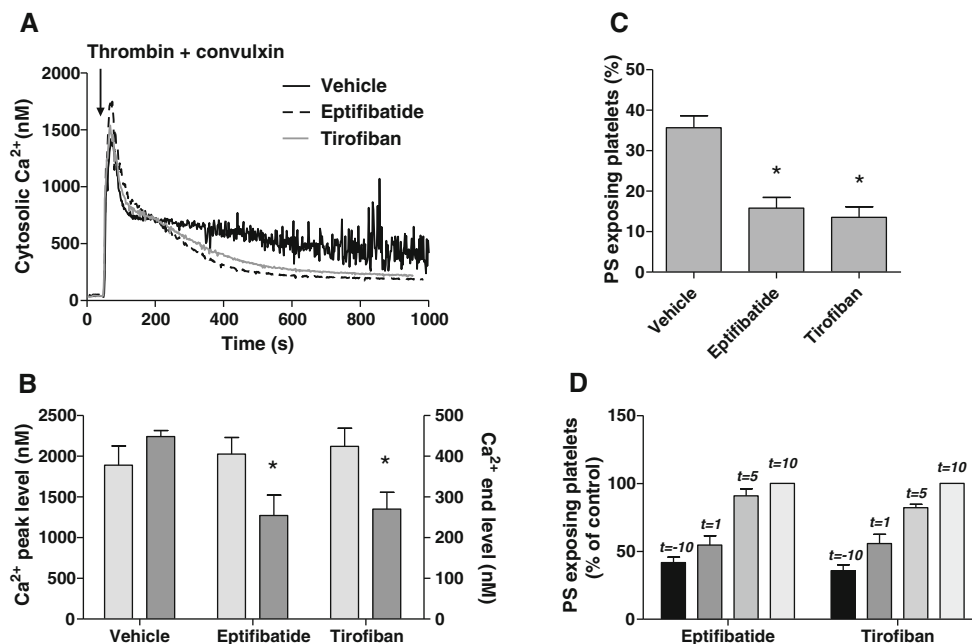 A
Thrombin + convulxin
Cytosolic Ca2+(nM)
2000
1500
1000
500
0
Vehicle
Eptifibatide
Tirofiban
0
200
400
600
800
1000
Time (s)
B
Ca2+ peak level (nM)
2500
2000
1500
1000
500
0
*
*
500
400
300
200
100
0
Ca2+ end level
(nM)
Vehicle
Eptifibatide
Tirofiban
C
PS exposing platelets (%)
50
40
30
20
10
0
*
*
Vehicle
Eptifibatide
Tirofiban
D
PS exposing platelets
(% of control)
150
100
50
0
t=-10
t=1
t=5
t=10
t=-10
t=1
t=5
t=10
Eptifibatide
Tirofiban